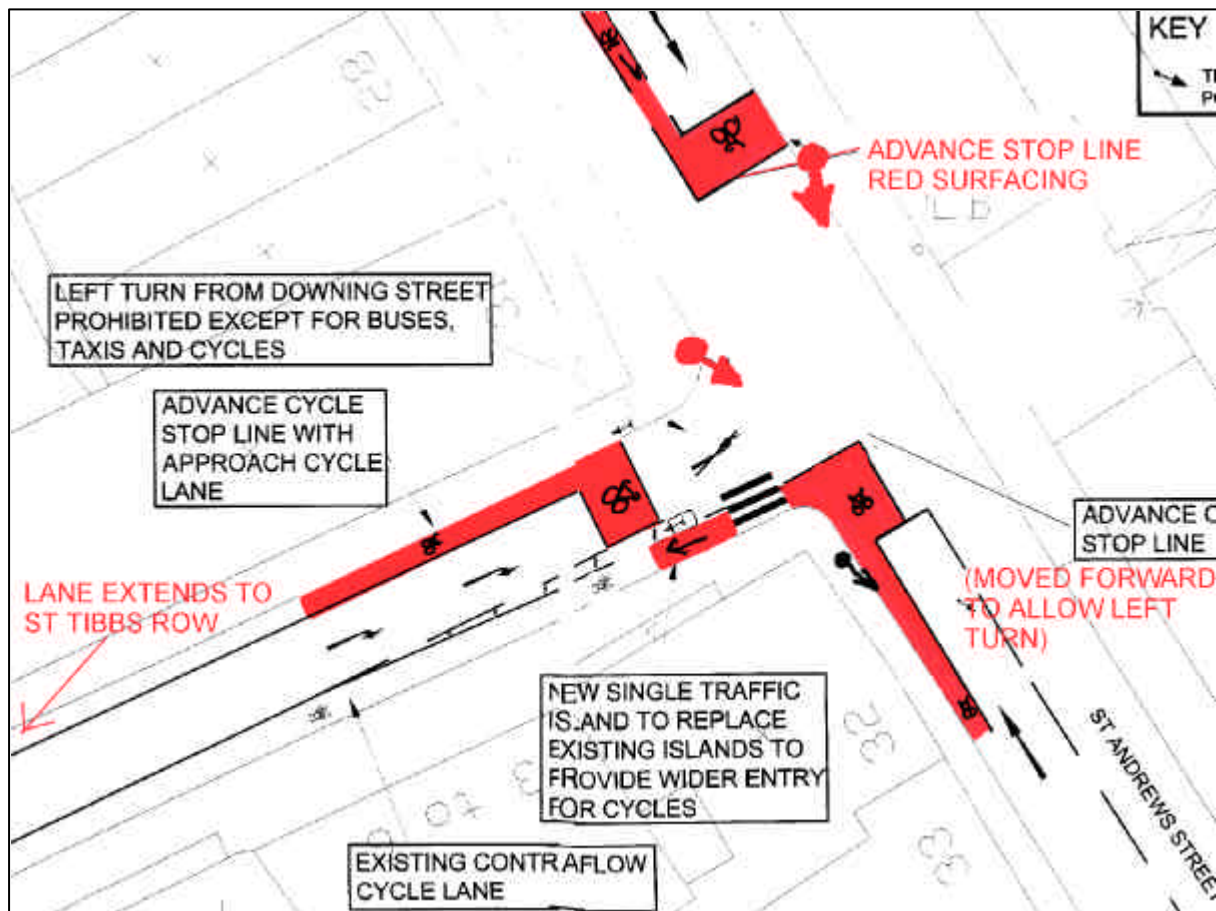 KEY
ADVANCE STOP LINE
RED SURFACING
LEFT TURN FROM DOWNING STREET
PROHIBITED EXCEPT FOR BUSES,
TAXIS AND CYCLES
ADVANCE CYCLE
STOP LINE WITH
APPROACH CYCLE
LANE
ADVANCE C
STOP LINE
(MOVED FORWARD
TO ALLOW LEFT
TURN)
LANE EXTENDS TO
ST TIBBS ROW
NEW SINGLE TRAFFIC
ISLAND TO REPLACE
EXISTING ISLANDS TO
PROVIDE WIDER ENTRY
FOR CYCLES
ST ANDREWS STREET
EXISTING CONTRAFLOW
CYCLE LANE
32
33